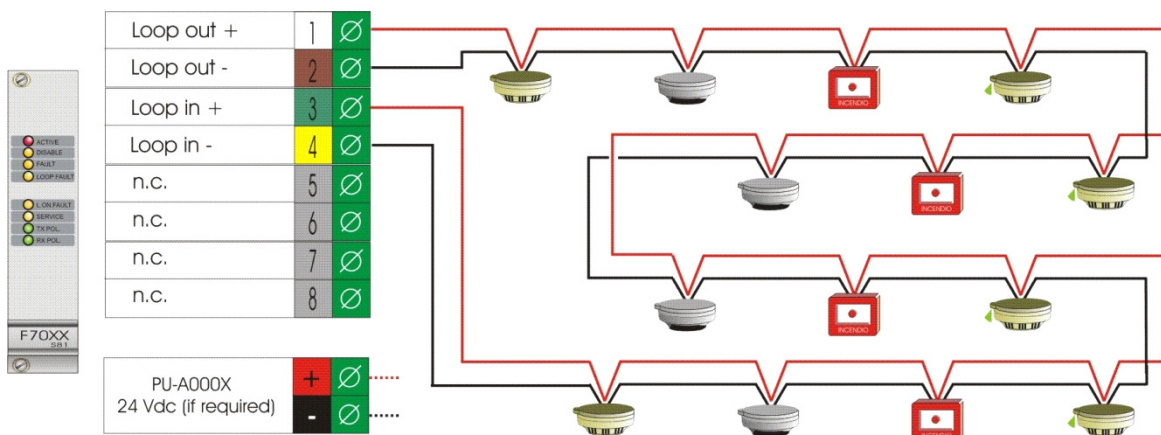 ACTIVE
DISABLE
FAULT
LOOP FAULT
L.ON FAULT
SERVICE
TX POL.
RX POL.
F70XX
S81
Loop out + 1
Loop out - 2
Loop in + 3
Loop in - 4
n.c. 5
n.c. 6
n.c. 7
n.c. 8
PU-A000X
24 Vdc (if required)
+
-
INCENDIO
INCENDIO
INCENDIO
INCENDIO